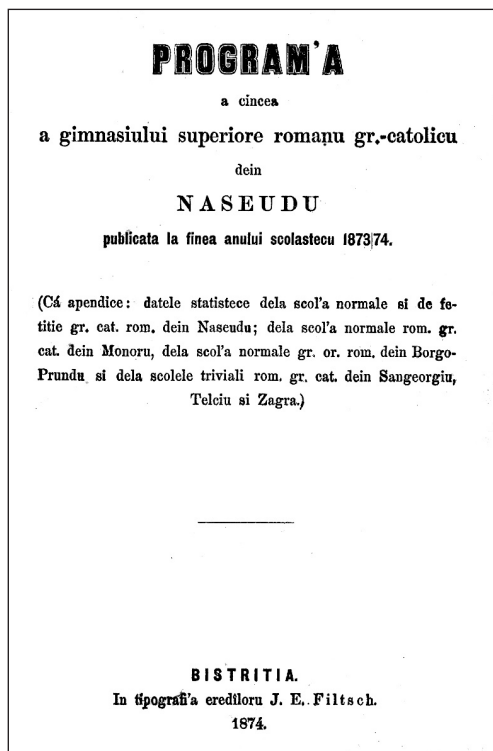 PROGRAM'A
a cincea
a gimnasiului superiore romanu gr.-catolicu
dein
NASEUDU
publicata la finea anului scolastecu 1873|74.
(Cá apendice: datele statistece dela scol'a normale si de fe-
titie gr. cat. rom. dein Naseudu; dela scol'a normale rom. gr.
cat. dein Monoru, dela scol'a normale gr. or. rom. dein Borgo-
Prundu si dela scolele triviali rom. gr. cat. dein Sangeorgiu,
Telciu si Zagra.)
BISTRITIA.
In tipografi'a erediloru J. E. Filtsch.
1874.